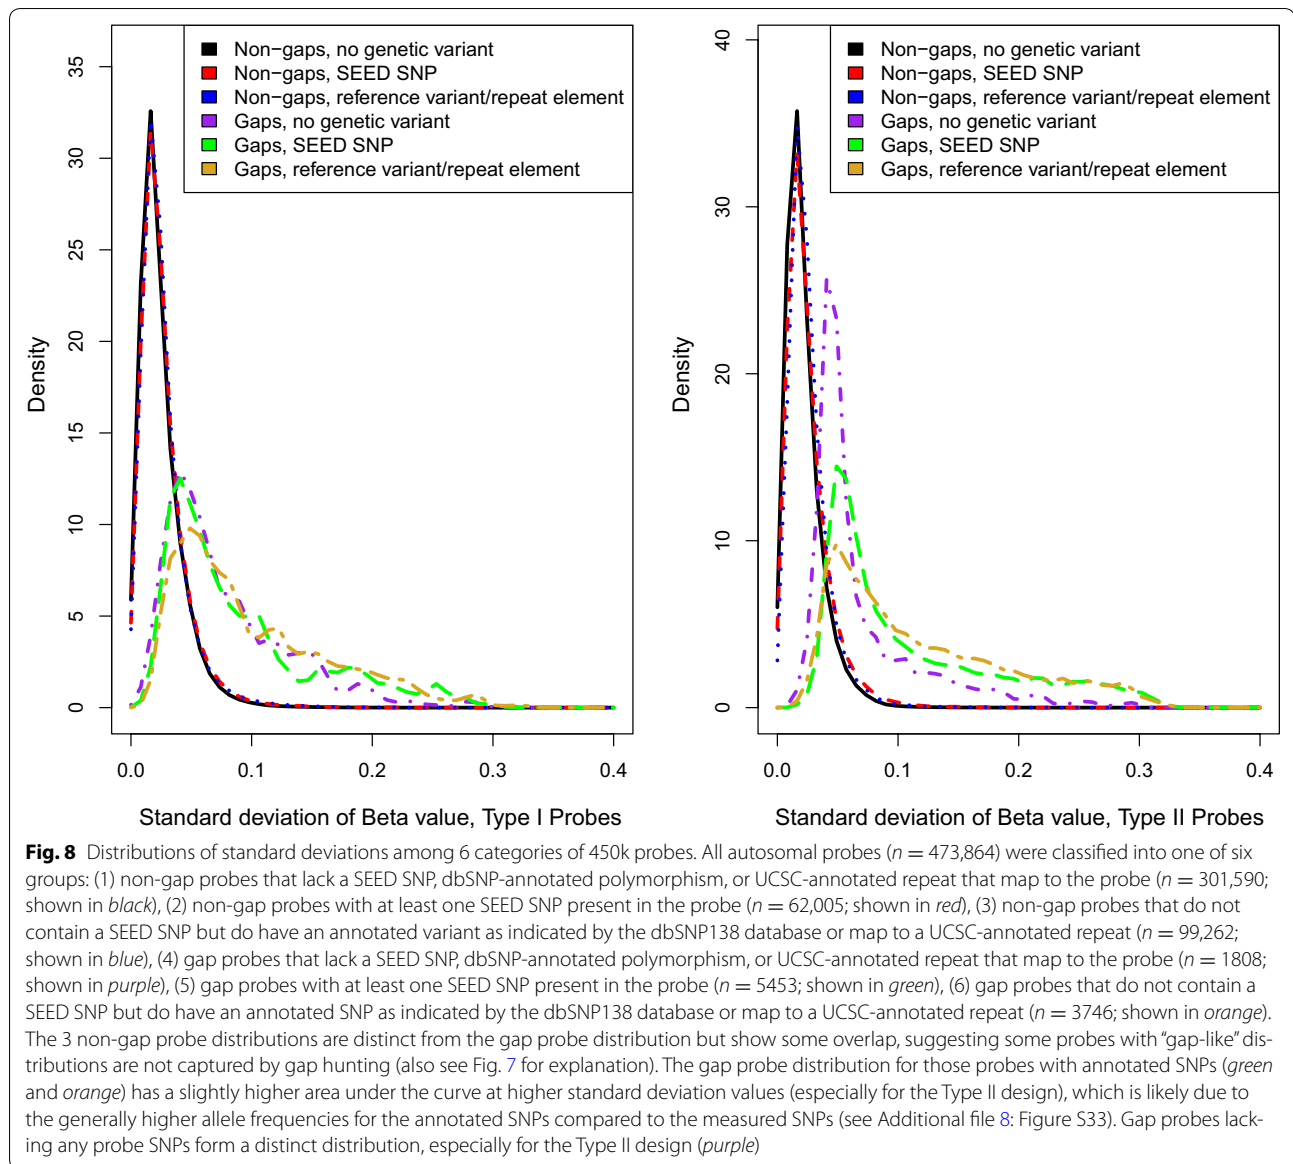 Non−gaps, no genetic variant
Non−gaps, SEED SNP
Non−gaps, reference variant/repeat element
Gaps, no genetic variant
Gaps, SEED SNP
Gaps, reference variant/repeat element
35
30
25
20
15
10
5
0
Density
0.0 0.1 0.2 0.3 0.4
Standard deviation of Beta value, Type I Probes
Non−gaps, no genetic variant
Non−gaps, SEED SNP
Non−gaps, reference variant/repeat element
Gaps, no genetic variant
Gaps, SEED SNP
Gaps, reference variant/repeat element
40
30
20
10
0
Density
0.0 0.1 0.2 0.3 0.4
Standard deviation of Beta value, Type II Probes
Fig. 8 Distributions of standard deviations among 6 categories of 450k probes. All autosomal probes (n = 473,864) were classified into one of six
groups: (1) non-gap probes that lack a SEED SNP, dbSNP-annotated polymorphism, or UCSC-annotated repeat that map to the probe (n = 301,590;
shown in black), (2) non-gap probes with at least one SEED SNP present in the probe (n = 62,005; shown in red), (3) non-gap probes that do not
contain a SEED SNP but do have an annotated variant as indicated by the dbSNP138 database or map to a UCSC-annotated repeat (n = 99,262;
shown in blue), (4) gap probes that lack a SEED SNP, dbSNP-annotated polymorphism, or UCSC-annotated repeat that map to the probe (n = 1808;
shown in purple), (5) gap probes with at least one SEED SNP present in the probe (n = 5453; shown in green), (6) gap probes that do not contain a
SEED SNP but do have an annotated SNP as indicated by the dbSNP138 database or map to a UCSC-annotated repeat (n = 3746; shown in orange).
The 3 non-gap probe distributions are distinct from the gap probe distribution but show some overlap, suggesting some probes with “gap-like” dis-
tributions are not captured by gap hunting (also see Fig. 7 for explanation). The gap probe distribution for those probes with annotated SNPs (green
and orange) has a slightly higher area under the curve at higher standard deviation values (especially for the Type II design), which is likely due to
the generally higher allele frequencies for the annotated SNPs compared to the measured SNPs (see Additional file 8: Figure S33). Gap probes lack-
ing any probe SNPs form a distinct distribution, especially for the Type II design (purple)